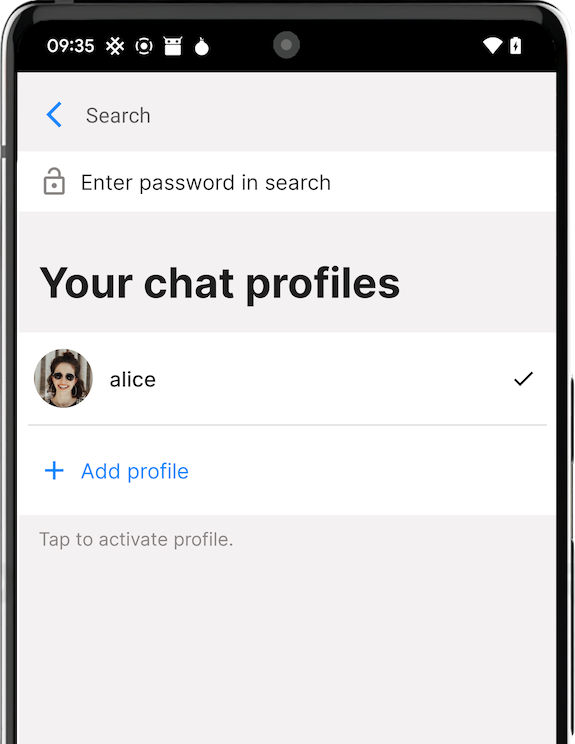 09:35
Search
Enter password in search
Your chat profiles
alice
Add profile
Tap to activate profile.